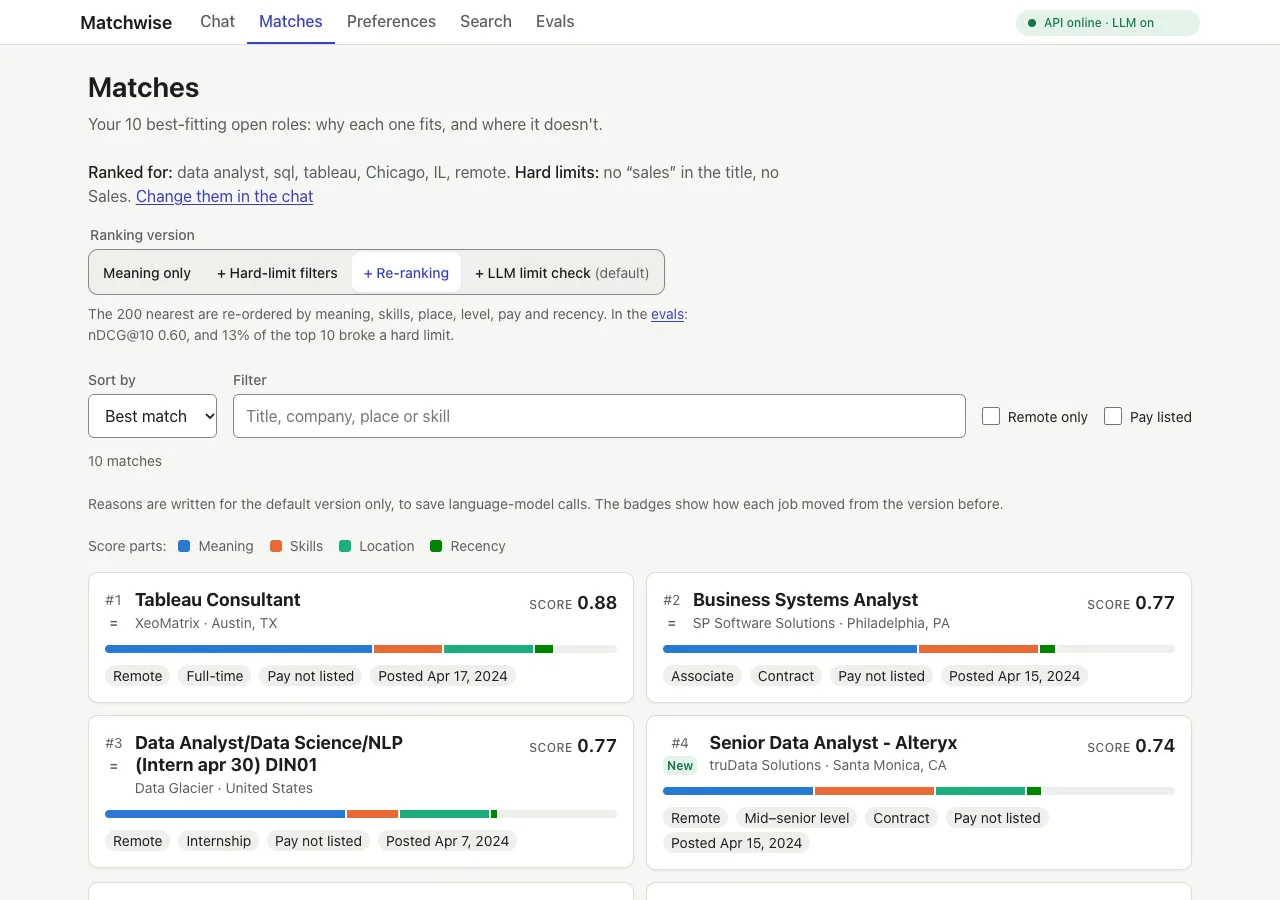 Matchwise Chat Matches Preferences Search Evals API online · LLM on
Matches
Your 10 best-fitting open roles: why each one fits, and where it doesn't.
Ranked for: data analyst, sql, tableau, Chicago, IL, remote. Hard limits: no “sales” in the title, no
Sales. Change them in the chat
Ranking version
Meaning only + Hard-limit filters + Re-ranking + LLM limit check (default)
The 200 nearest are re-ordered by meaning, skills, place, level, pay and recency. In the evals:
nDCG@10 0.60, and 13% of the top 10 broke a hard limit.
Sort by Filter
Best match Title, company, place or skill Remote only Pay listed
10 matches
Reasons are written for the default version only, to save language-model calls. The badges show how each job moved from the version before.
Score parts: Meaning Skills Location Recency
#1 Tableau Consultant SCORE 0.88
= XeoMatrix · Austin, TX
Remote Full-time Pay not listed Posted Apr 17, 2024
#2 Business Systems Analyst SCORE 0.77
= SP Software Solutions · Philadelphia, PA
Associate Contract Pay not listed Posted Apr 15, 2024
#3 Data Analyst/Data Science/NLP SCORE 0.77
= (Intern apr 30) DIN01
Data Glacier · United States
Remote Internship Pay not listed Posted Apr 7, 2024
#4 Senior Data Analyst - Alteryx SCORE 0.74
New truData Solutions · Santa Monica, CA
Remote Mid–senior level Contract Pay not listed
Posted Apr 15, 2024